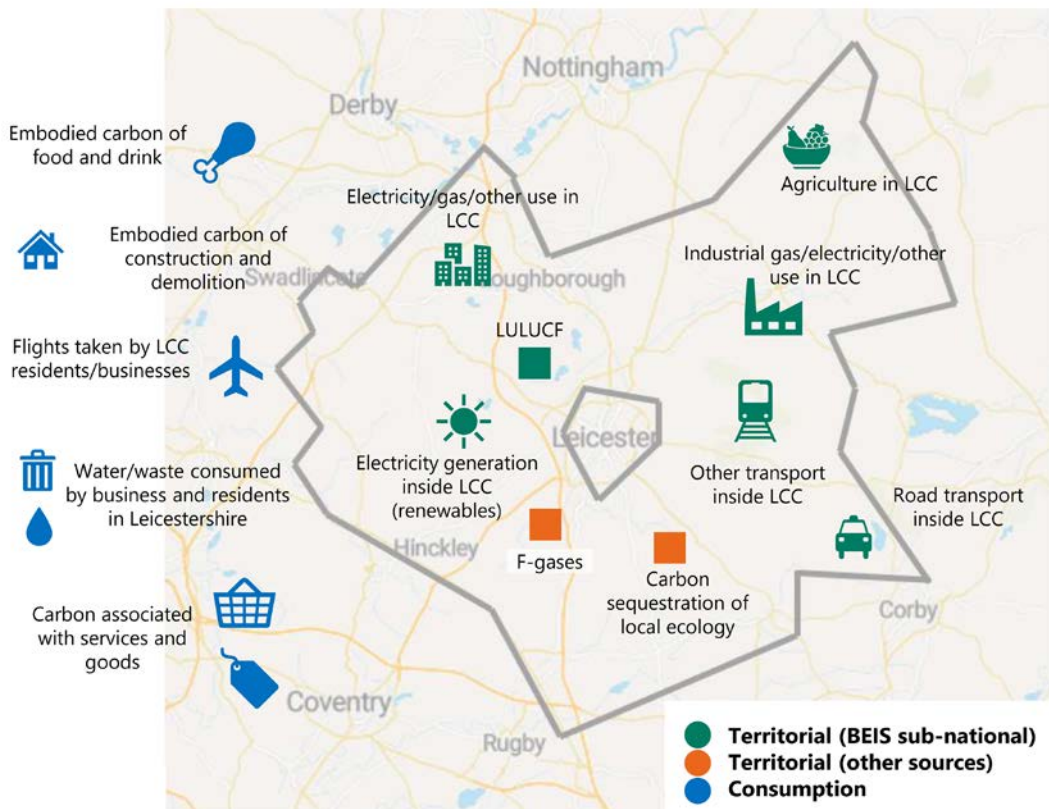 Nottingham
Derby
Embodied carbon of
food and drink
Agriculture in LCC
Electricity/gas/other use in
LCC
Embodied carbon of
construction and
demolition
Swadlincote
oughborough
Industrial gas/electricity/other
use in LCC
LULUCF
Flights taken by LCC
residents/businesses
Leicester
Electricity generation
inside LCC
(renewables)
Other transport
inside LCC
Water/waste consumed
by business and residents
in Leicestershire
Road transport
inside LCC
Hinckley
F-gases
Carbon
sequestration of
local ecology
Corby
Carbon associated
with services and
goods
Coventry
Rugby
Territorial (BEIS sub-national)
Territorial (other sources)
Consumption